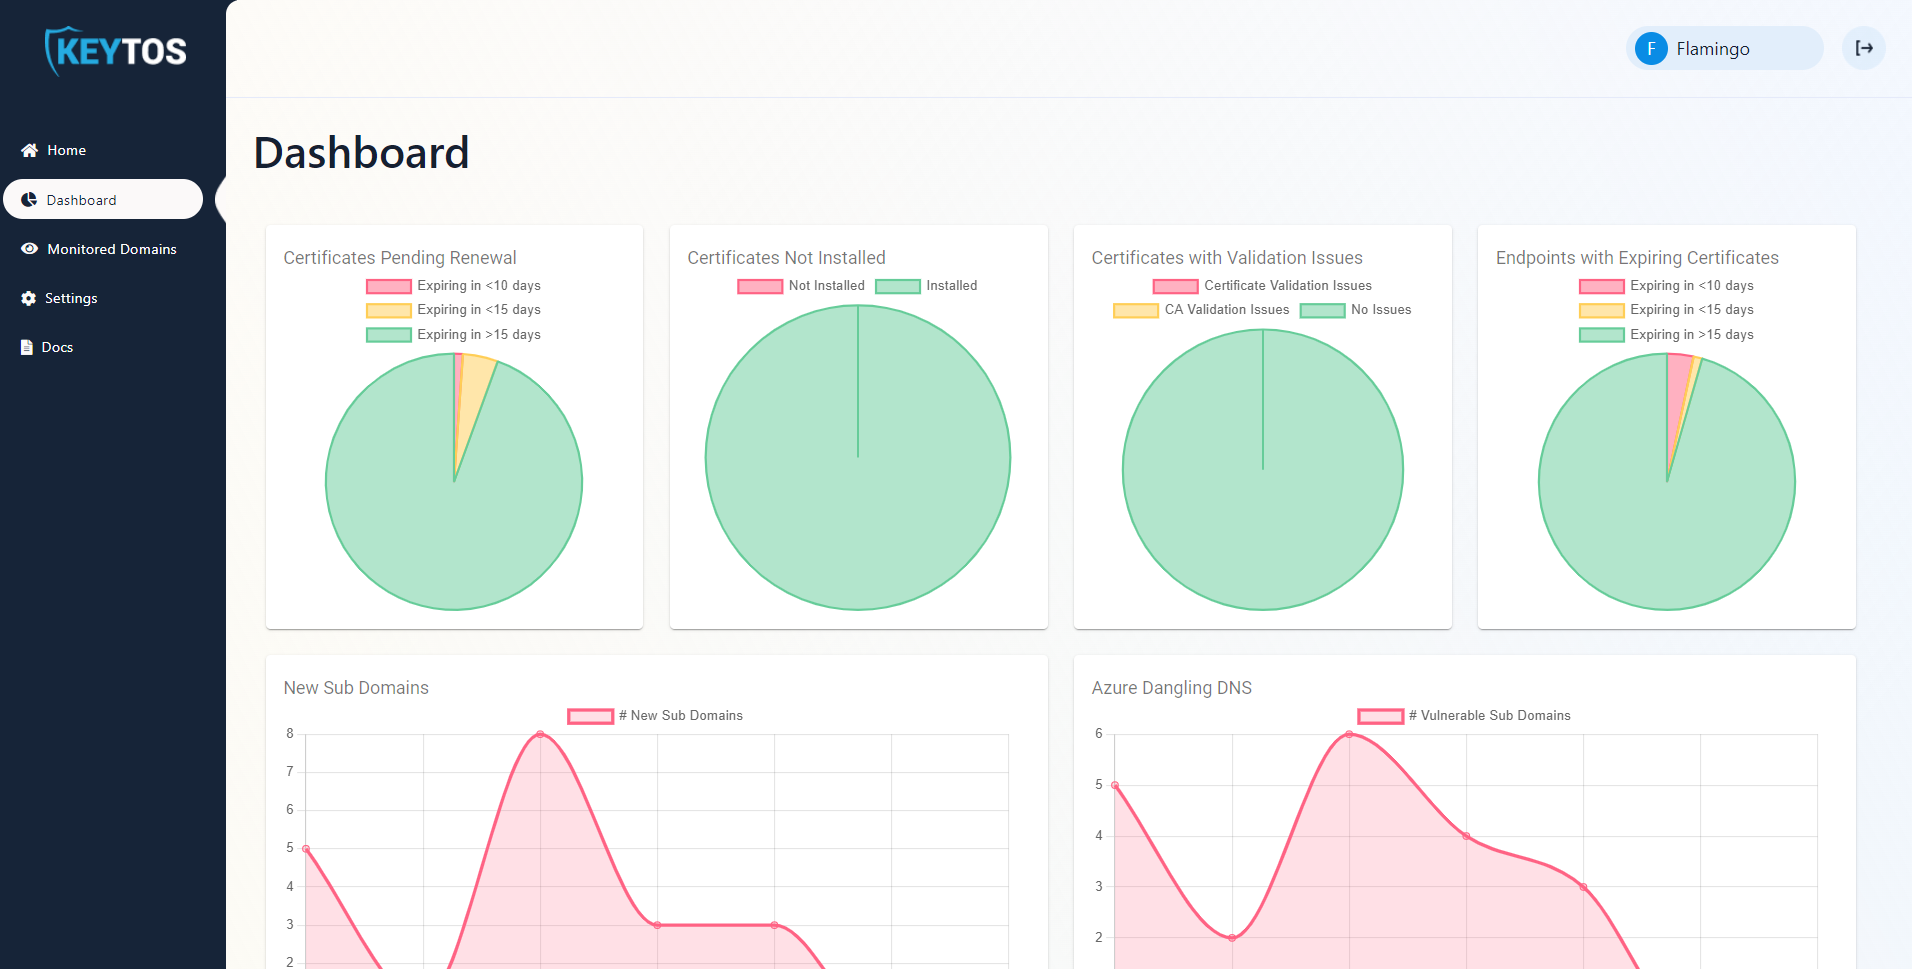 KEYTOS
F Flamingo
Home
Dashboard
Monitored Domains
Settings
Docs
Dashboard
Certificates Pending Renewal
Expiring in <10 days
Expiring in <15 days
Expiring in >15 days
Certificates Not Installed
Not Installed Installed
Certificates with Validation Issues
Certificate Validation Issues
CA Validation Issues No Issues
Endpoints with Expiring Certificates
Expiring in <10 days
Expiring in <15 days
Expiring in >15 days
New Sub Domains
# New Sub Domains
8
7
6
5
4
3
2
Azure Dangling DNS
# Vulnerable Sub Domains
6
5
4
3
2